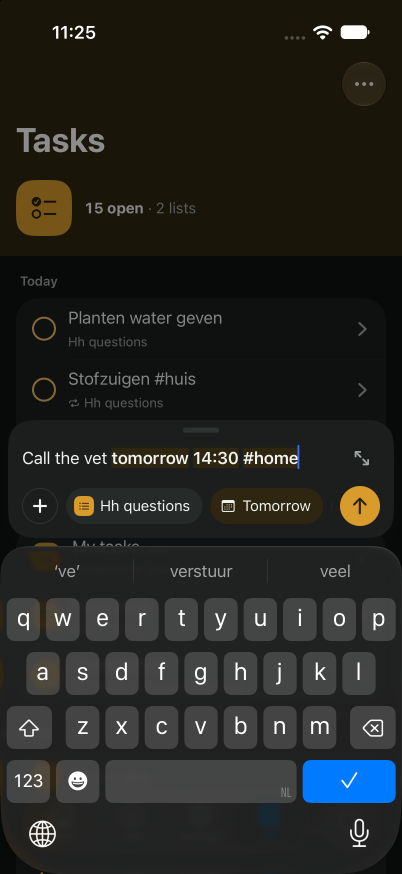 11:25
Tasks
15 open · 2 lists
Today
Planten water geven
Hh questions
Stofzuigen #huis
Hh questions
Call the vet tomorrow 14:30 #home
Hh questions
Tomorrow
My tasks
've'
verstuur
veel
q w e r t y u i o p
a s d f g h j k l
z x c v b n m
123
NL